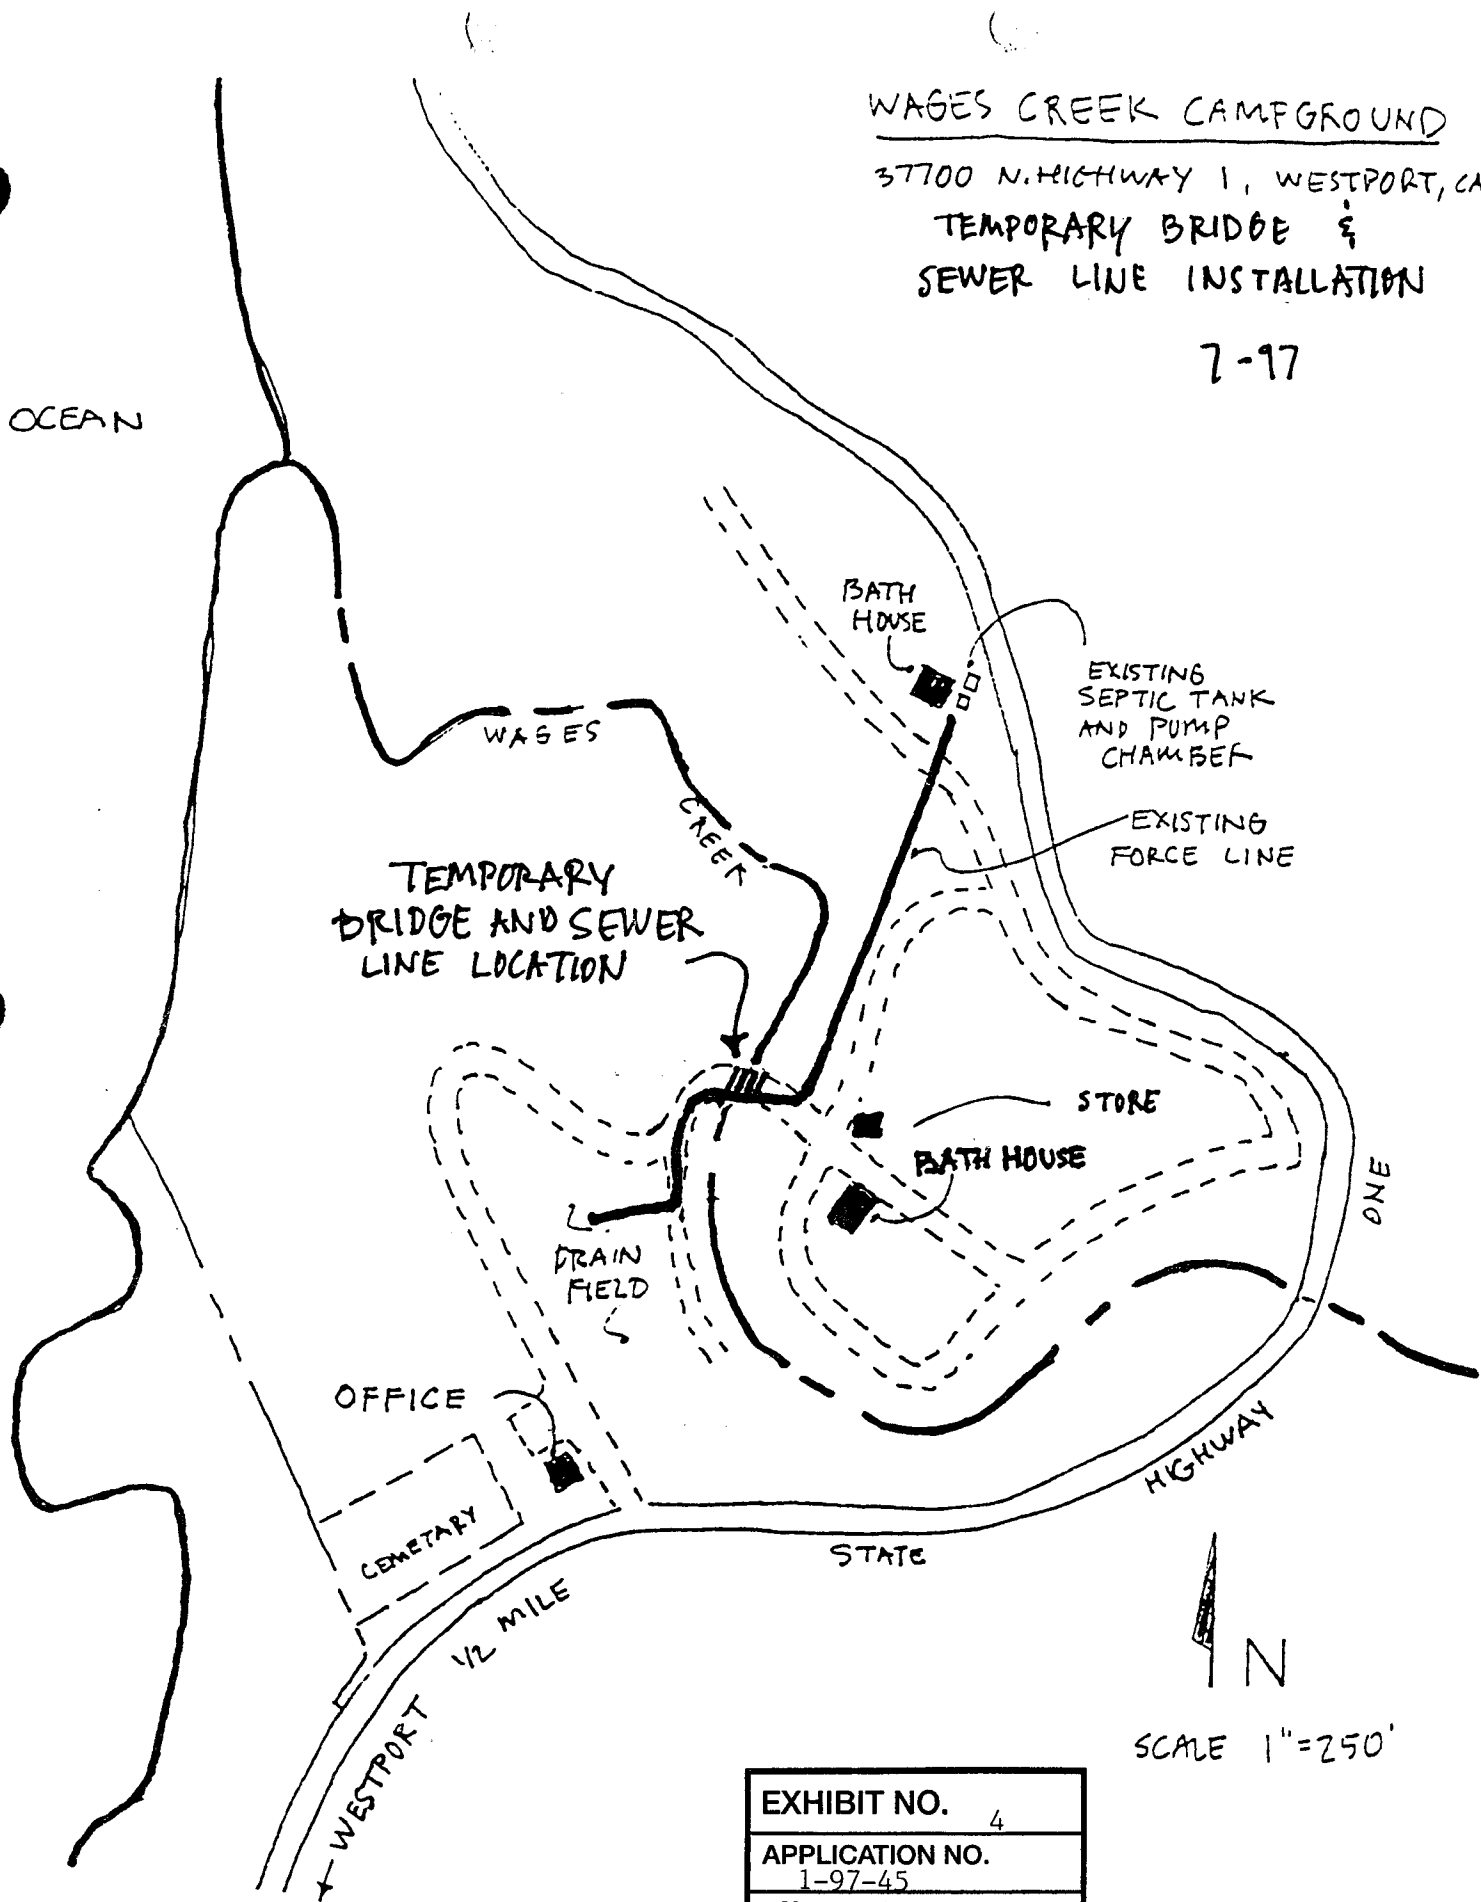 WAGES CREEK CAMPGROUND
37700 N. HIGHWAY 1, WESTPORT, CA
TEMPORARY BRIDGE &
SEWER LINE INSTALLATION
7-97
OCEAN
BATH
HOUSE
EXISTING
SEPTIC TANK
AND PUMP
CHAMBER
WAGES
CREEK
EXISTING
FORCE LINE
TEMPORARY
BRIDGE AND SEWER
LINE LOCATION
STORE
BATH HOUSE
DRAIN
FIELD
ONE
OFFICE
HIGHWAY
CEMETARY
STATE
1/2 MILE
WESTPORT
N
SCALE 1"=250'
EXHIBIT NO. 4
APPLICATION NO.
1-97-45